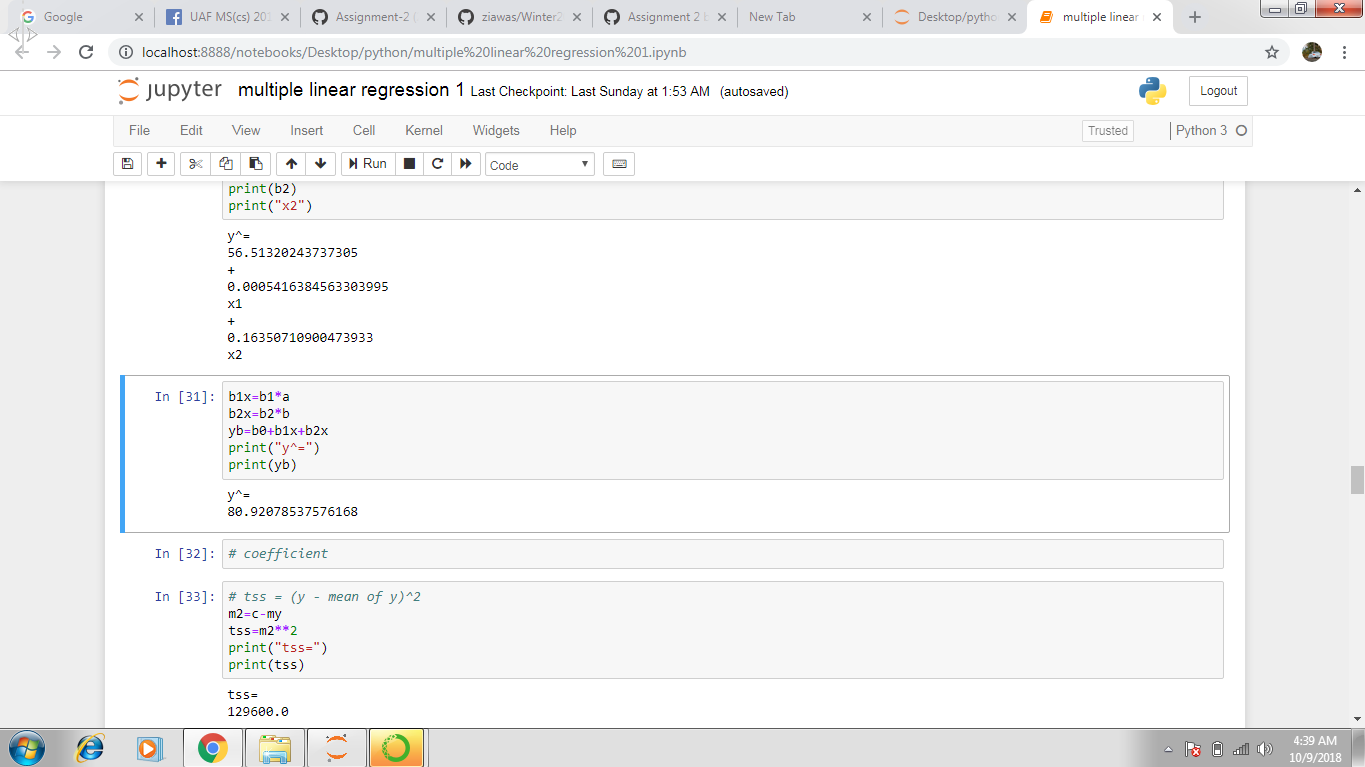 Google
UAF MS(cs) 201
Assignment-2 (
ziawas/Winter2
Assignment 2 b
New Tab
Desktop/pytho
multiple linear
localhost:8888/notebooks/Desktop/python/multiple%20linear%20regression%201.ipynb
jupyter multiple linear regression 1 Last Checkpoint: Last Sunday at 1:53 AM (autosaved)
Logout
File Edit View Insert Cell Kernel Widgets Help
Trusted
Python 3
Run
Code
print(b2)
print("x2")
y^=
56.51320243737305
+
0.0005416384563303995
x1
+
0.16350710900473933
x2
In [31]:
b1x=b1*a
b2x=b2*b
yb=b0+b1x+b2x
print("y^=")
print(yb)
y^=
80.92078537576168
In [32]: # coefficient
In [33]: # tss = (y - mean of y)^2
m2=c-my
tss=m2**2
print("tss=")
print(tss)
tss=
129600.0
4:39 AM
10/9/2018